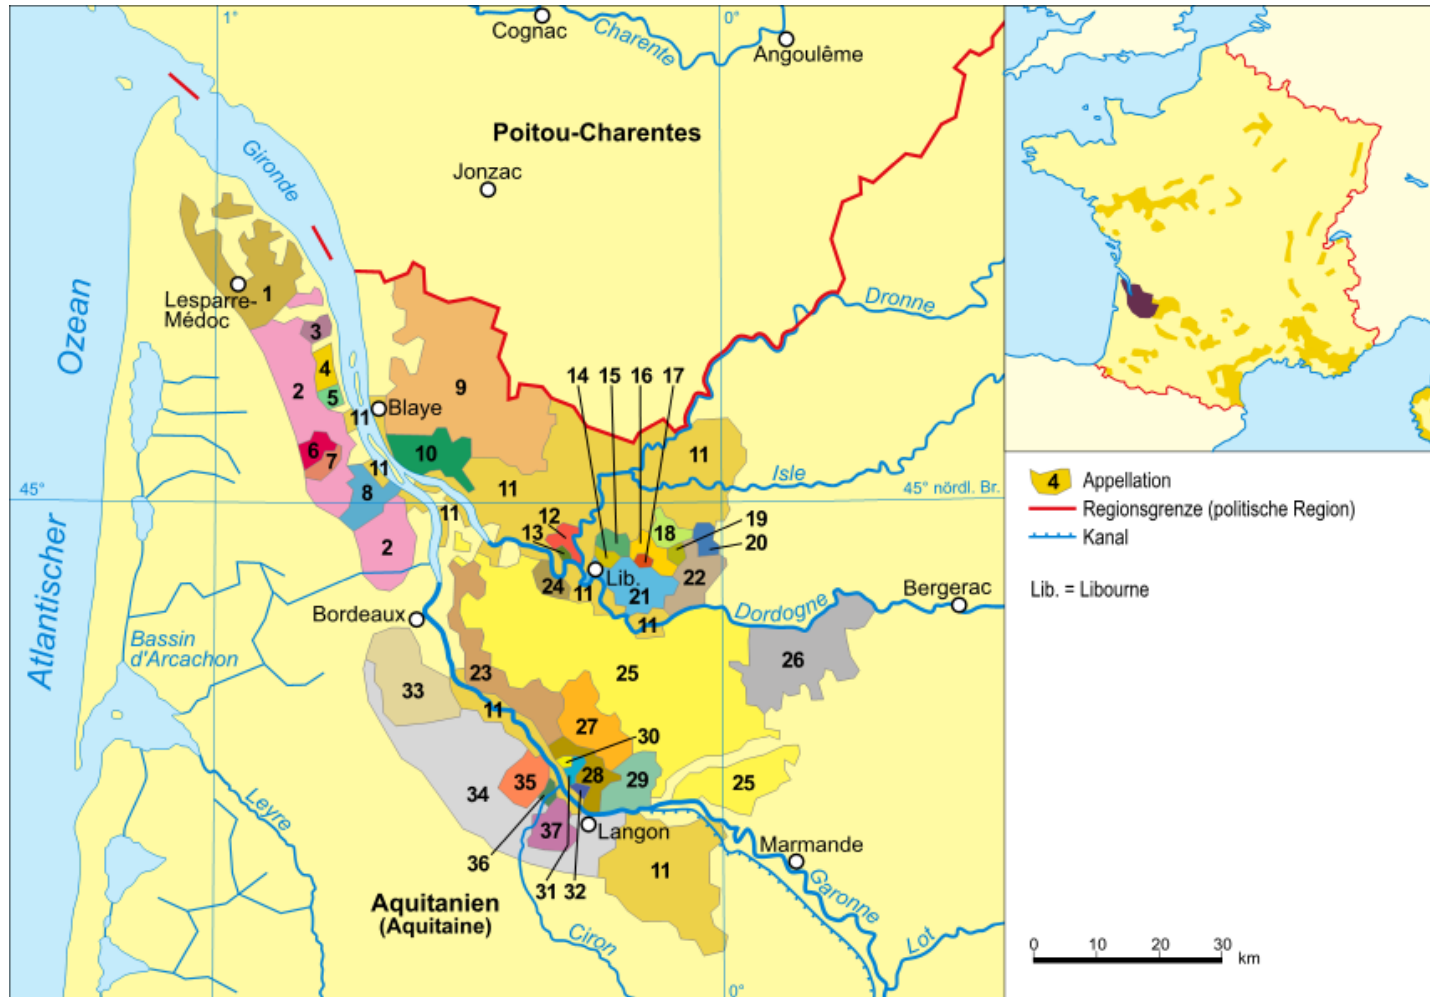 1°
0°
Cognac
Charente
Angoulême
Poitou-Charentes
Gironde
Jonzac
Ozean
Lesparre-
Médoc
1
Dronne
3
4
2
5
9
14
15
16
17
11
Blaye
6
7
10
11
11
Isle
8
11
45°
45° nördl. Br.
11
12
13
18
19
20
2
Lib.
24
11
21
22
Bergerac
Atlantischer
Bordeaux
Dordogne
11
Bassin
d'Arcachon
23
25
26
33
11
27
30
28
29
25
35
34
Leyre
37
Langon
36
31
32
Marmande
11
Garonne
Aquitanien
(Aquitaine)
Ciron
Lot
0°
4
Appellation
Regionsgrenze (politische Region)
Kanal
Lib. = Libourne
0
10
20
30
km